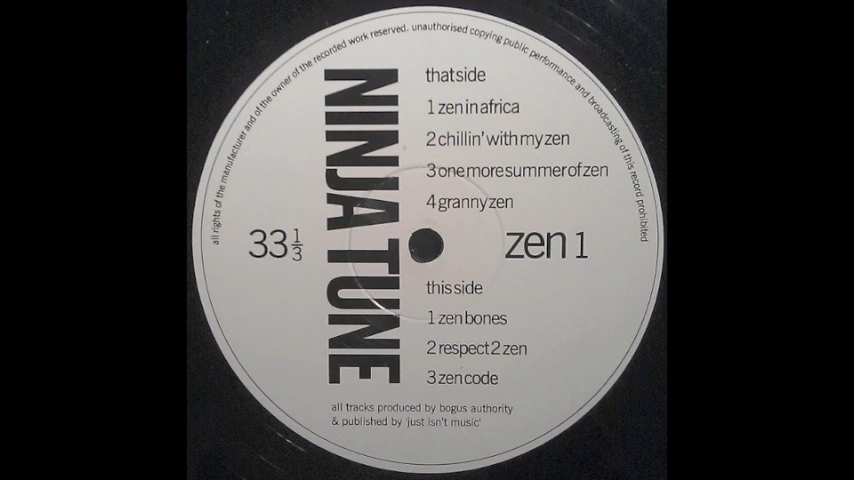 all rights of the manufacturer and of the owner of the recorded work reserved. unauthorised copying public performance and broadcasting of this record prohibited
NINJA TUNE
thatside
1 zen in africa
2 chillin' with my zen
3 one more summer of zen
4 granny zen
33 1/3
zen 1
this side
1 zen bones
2 respect 2 zen
3 zen code
all tracks produced by bogus authority
& published by 'just isn't music'